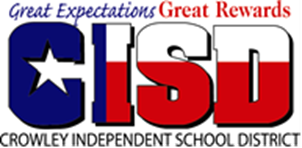 Great Expectations Great Rewards
CISD
CROWLEY INDEPENDENT SCHOOL DISTRICT